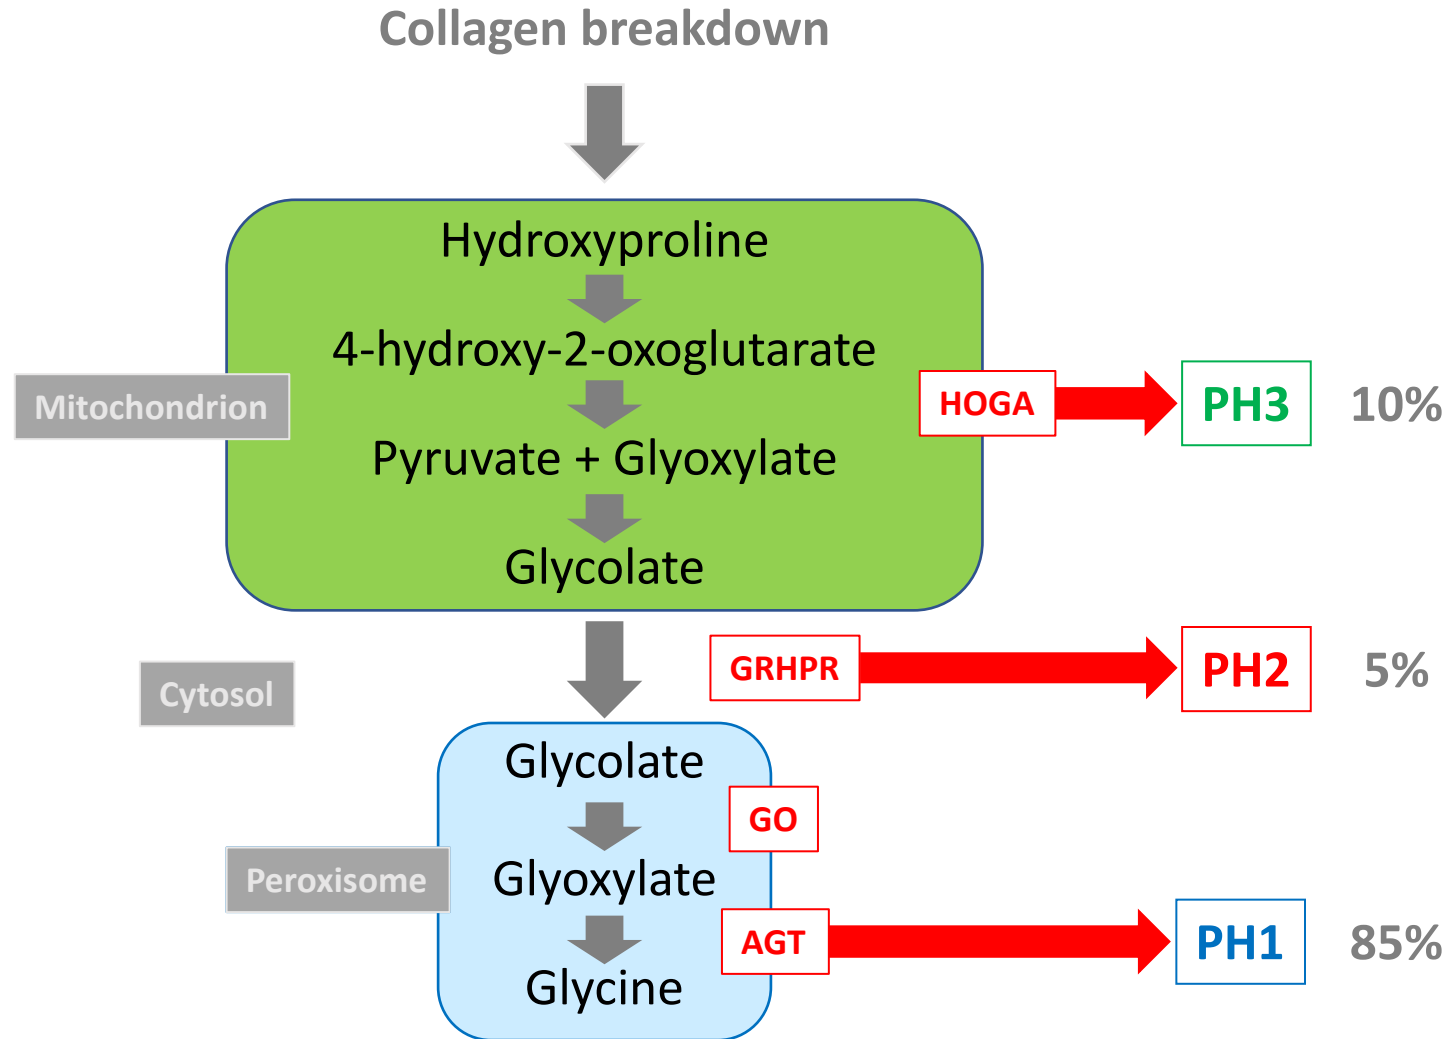 Collagen breakdown
Hydroxyproline
4-hydroxy-2-oxoglutarate
Mitochondrion
HOGA
PH3
10%
Pyruvate + Glyoxylate
Glycolate
GRHPR
PH2
5%
Cytosol
Glycolate
GO
Peroxisome
Glyoxylate
AGT
PH1
85%
Glycine